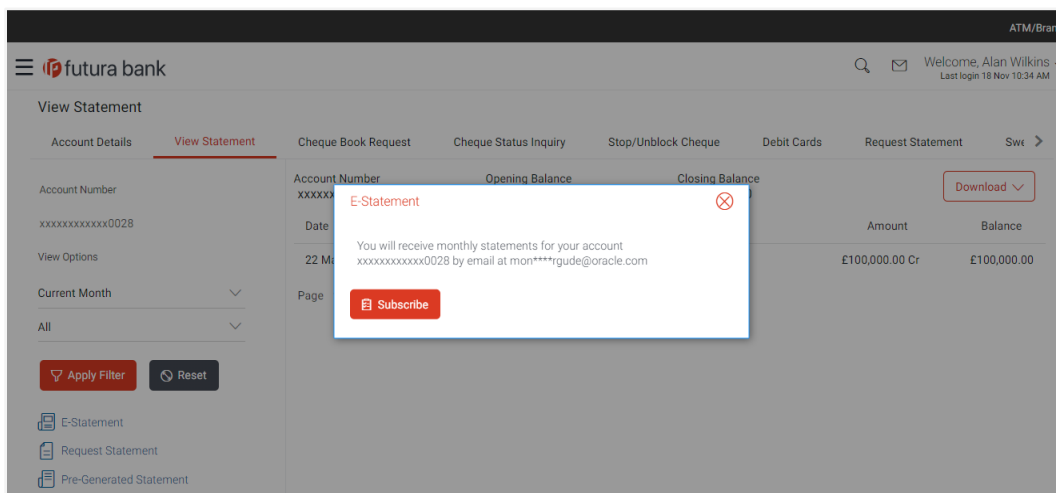 ATM/Bran
futura bank
Welcome, Alan Wilkins
Last login 18 Nov 10:34 AM
View Statement
Account Details View Statement Cheque Book Request Cheque Status Inquiry Stop/Unblock Cheque Debit Cards Request Statement Swe
Account Number
xxxxxxxxxxxx0028
View Options
Current Month
All
Apply Filter Reset
E-Statement
Request Statement
Pre-Generated Statement
Account Number Opening Balance Closing Balance
xxxxxx
Download
Date Amount Balance
22 Ma £100,000.00 Cr £100,000.00
Page
E-Statement
You will receive monthly statements for your account
xxxxxxxxxxxx0028 by email at mon****rgude@oracle.com
Subscribe